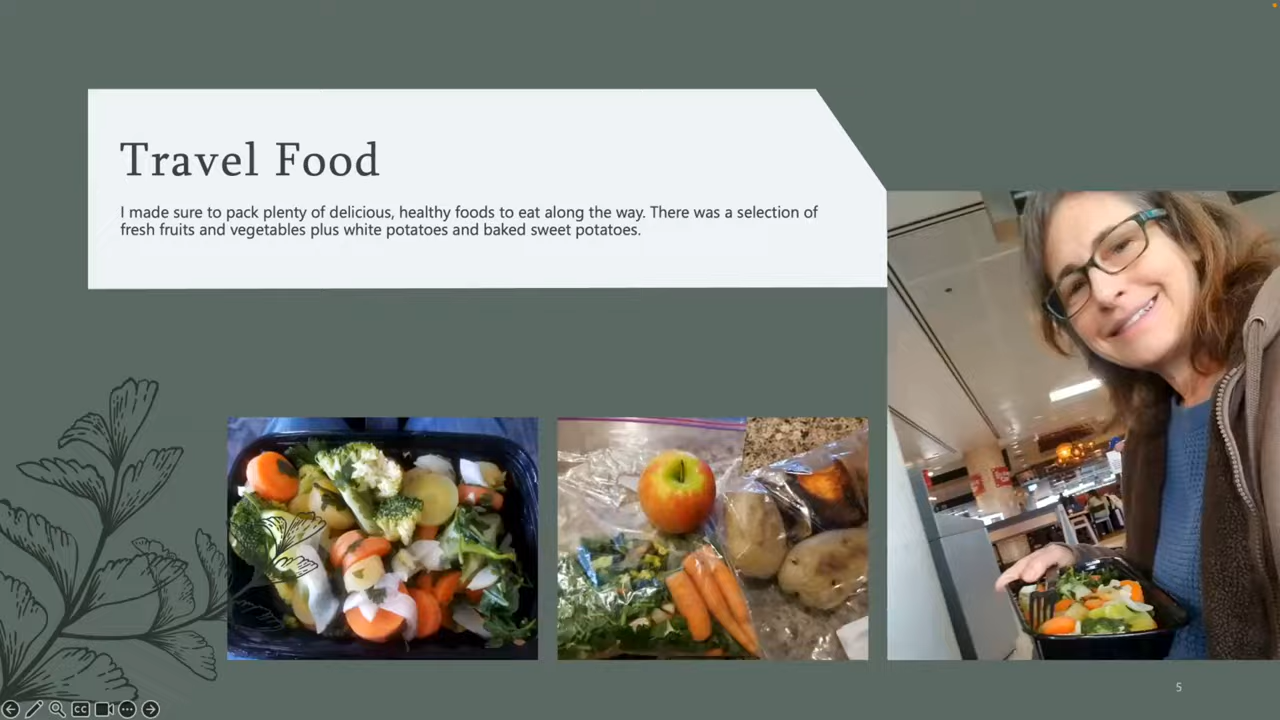 Travel Food
I made sure to pack plenty of delicious, healthy foods to eat along the way. There was a selection of
fresh fruits and vegetables plus white potatoes and baked sweet potatoes.
5
CC